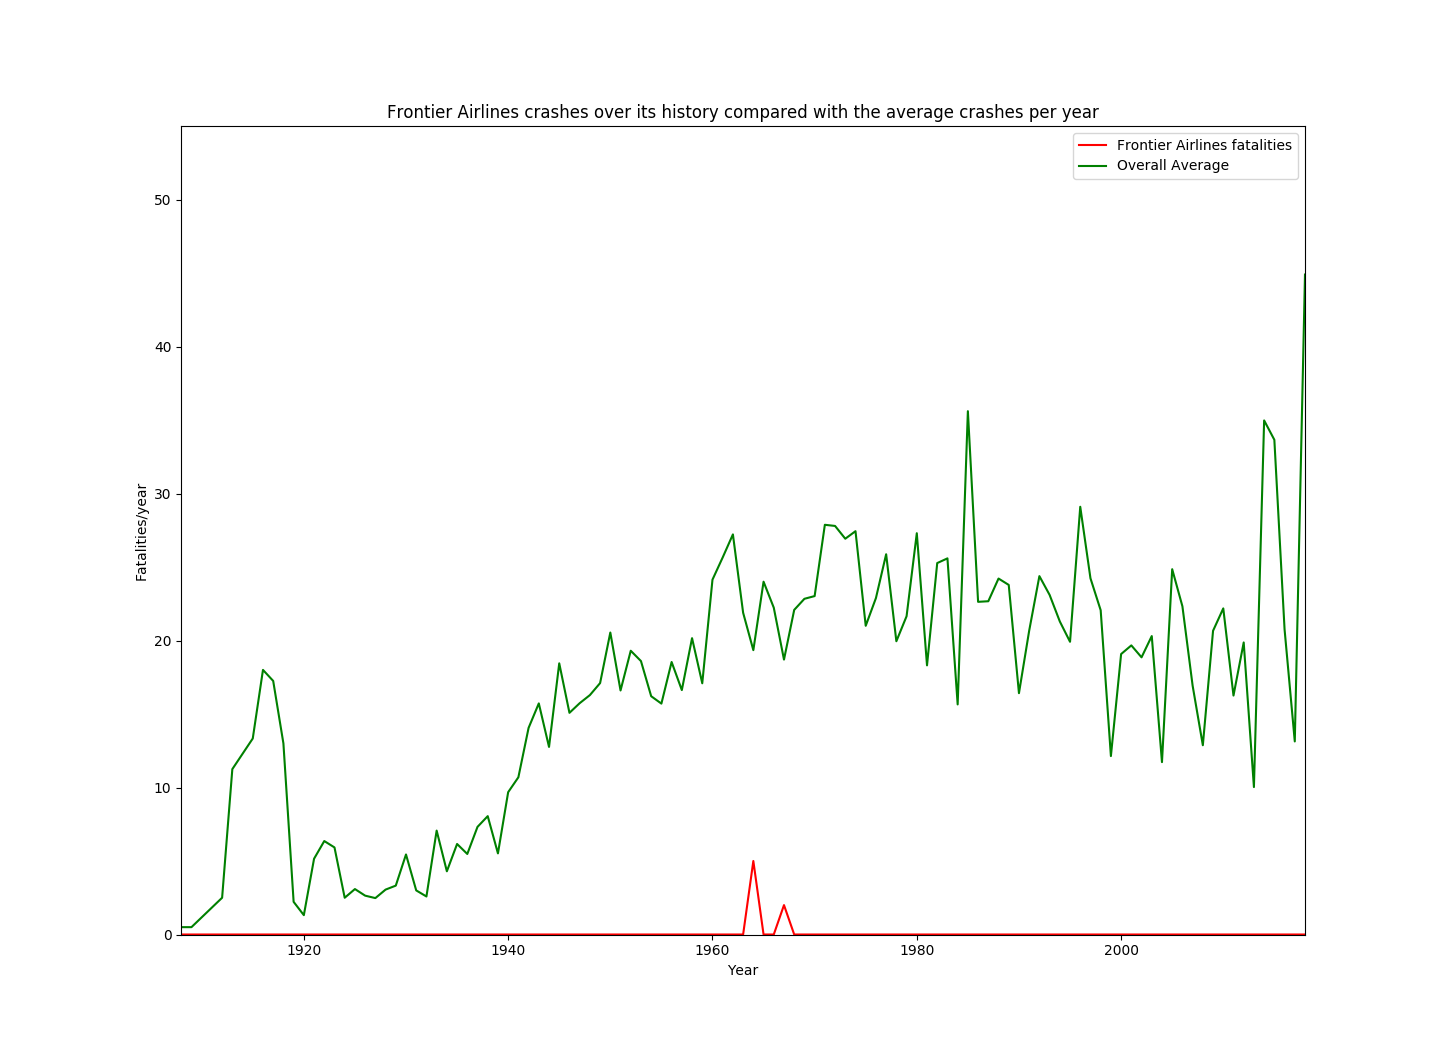 Frontier Airlines crashes over its history compared with the average crashes per year
Frontier Airlines fatalities
Overall Average
50
40
30
20
10
0
Fatalities/year
1920 1940 1960 1980 2000
Year